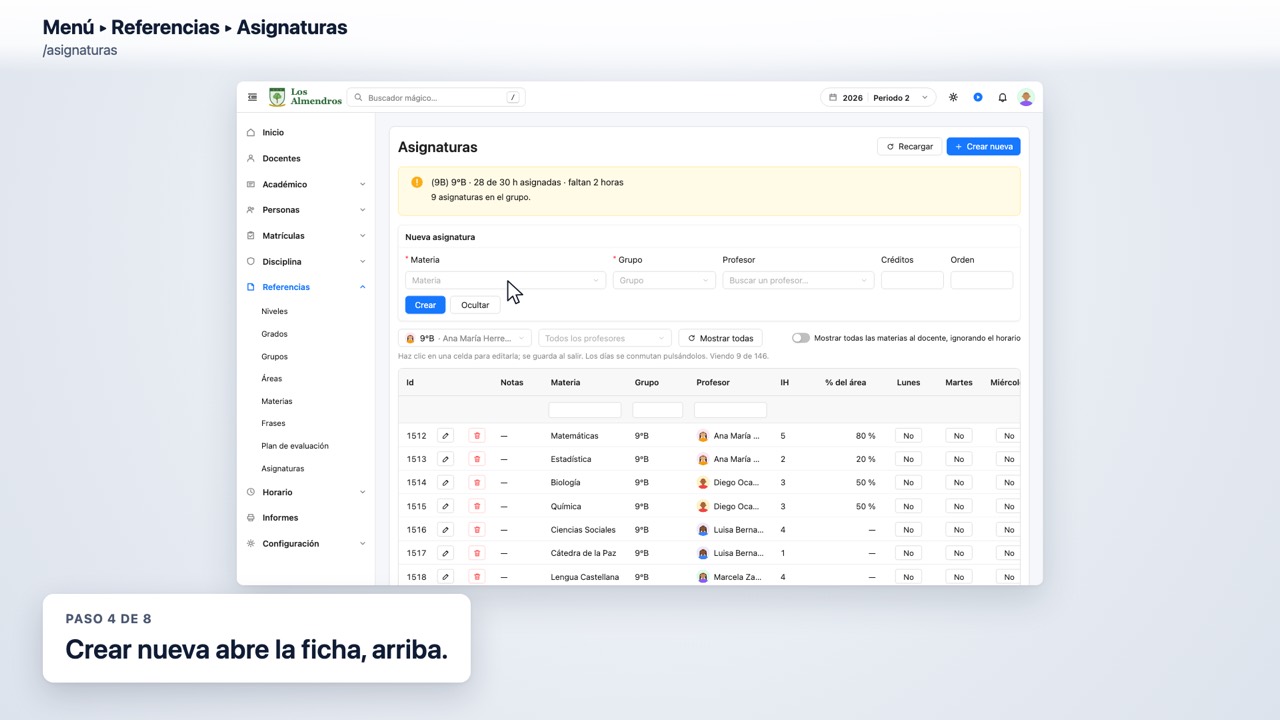 Menú ▸ Referencias ▸ Asignaturas
/asignaturas
Los Almendros
Buscador mágico... /
2026 Periodo 2
Inicio
Docentes
Académico
Personas
Matrículas
Disciplina
Referencias
Niveles
Grados
Grupos
Áreas
Materias
Frases
Plan de evaluación
Asignaturas
Horario
Informes
Configuración
Asignaturas
Recargar
+ Crear nueva
(9B) 9°B · 28 de 30 h asignadas · faltan 2 horas
9 asignaturas en el grupo.
Nueva asignatura
* Materia * Grupo Profesor Créditos Orden
Materia Grupo Buscar un profesor...
Crear Ocultar
9°B · Ana María Herre... Todos los profesores Mostrar todas Mostrar todas las materias al docente, ignorando el horario
Haz clic en una celda para editarla; se guarda al salir. Los días se conmutan pulsándolos. Viendo 9 de 146.
Id Notas Materia Grupo Profesor IH % del área Lunes Martes Miércol
1512 — Matemáticas 9°B Ana María ... 5 80 % No No No
1513 — Estadística 9°B Ana María ... 2 20 % No No No
1514 — Biología 9°B Diego Oca... 3 50 % No No No
1515 — Química 9°B Diego Oca... 3 50 % No No No
1516 — Ciencias Sociales 9°B Luisa Berna... 4 — No No No
1517 — Cátedra de la Paz 9°B Luisa Berna... 1 — No No No
1518 — Lengua Castellana 9°B Marcela Za... 4 — No No No
PASO 4 DE 8
Crear nueva abre la ficha, arriba.